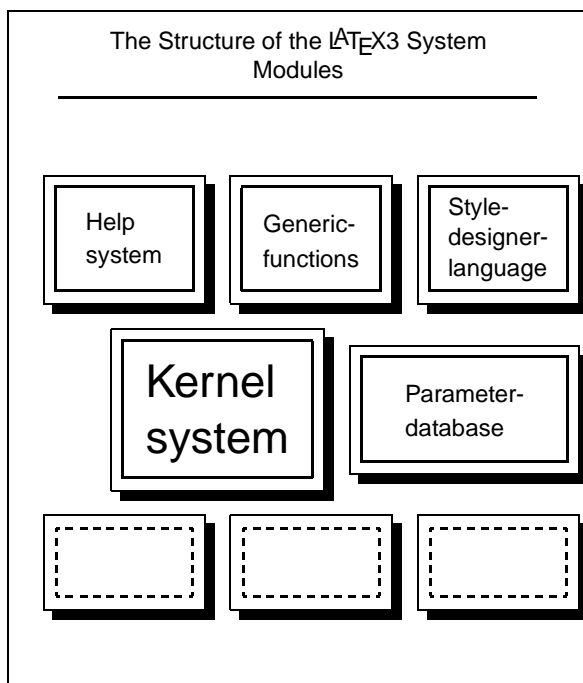 The Structure of the LATEX3 System
Modules
Help
system
Generic-
functions
Style-
designer-
language
Kernel
system
Parameter-
database